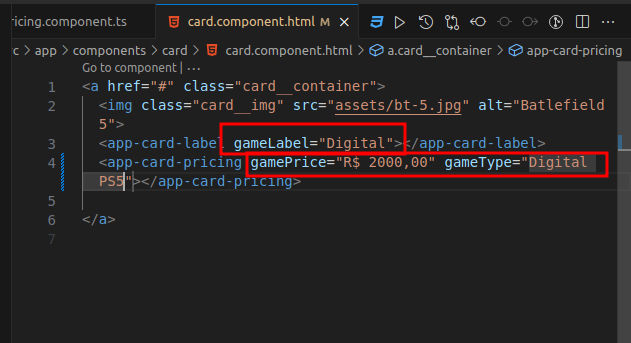 ricing.component.ts
card.component.html M
rc > app > components > card > card.component.html > a.card__container > app-card-pricing
Go to component | ...
1 <a href="#" class="card__container">
2 <img class="card__img" src="assets/bt-5.jpg" alt="Batlefield
5">
3 <app-card-label gameLabel="Digital"></app-card-label>
4 <app-card-pricing gamePrice="R$ 2000,00" gameType="Digital
PS5"></app-card-pricing>
5
6 </a>
7